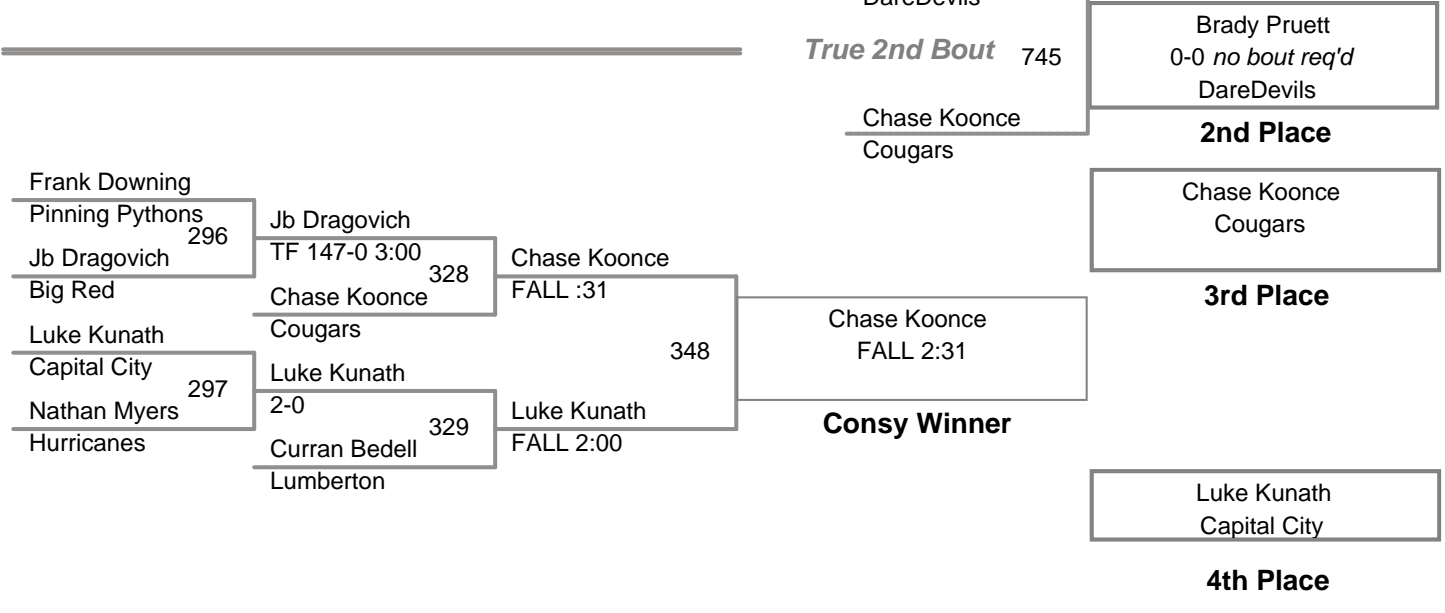 DareDevils
True 2nd Bout 745
Brady Pruett
0-0 no bout req'd
DareDevils
2nd Place
Chase Koonce
Cougars
Chase Koonce
Cougars
3rd Place
Frank Downing
Pinning Pythons
296
Jb Dragovich
Big Red
Jb Dragovich
TF 147-0 3:00
328
Chase Koonce
Cougars
Chase Koonce
FALL :31
Luke Kunath
Capital City
297
Nathan Myers
Hurricanes
Luke Kunath
2-0
329
Curran Bedell
Lumberton
Luke Kunath
FALL 2:00
348
Chase Koonce
FALL 2:31
Consy Winner
Luke Kunath
Capital City
4th Place